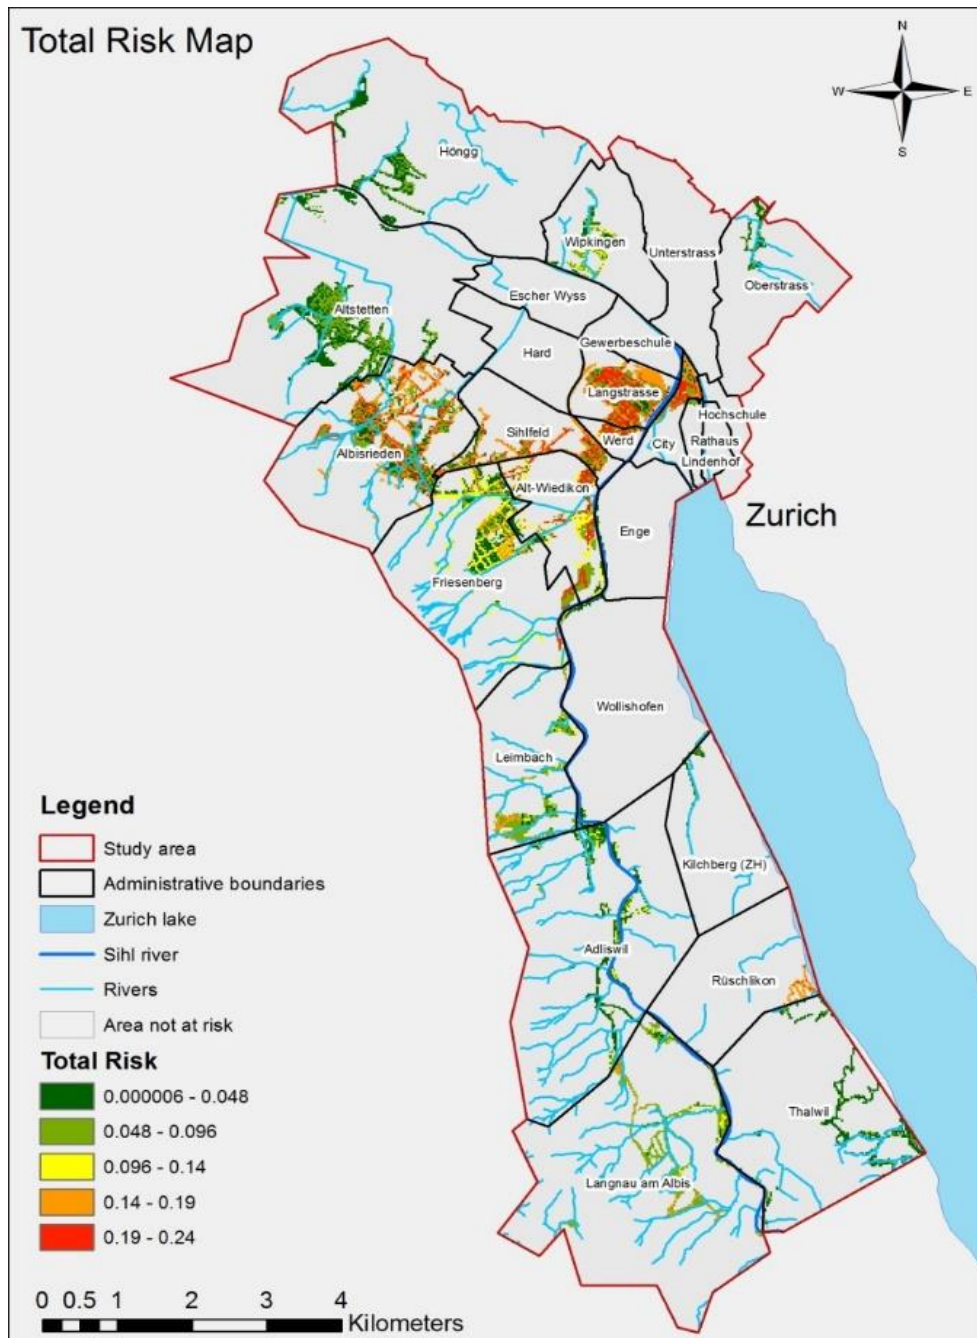 Total Risk Map
N
W E
S
Höngg
Wipkingen
Unterstrass
Oberstrass
Escher Wyss
Altstetten
Gewerbeschule
Hard
Langstrasse
Hochschule
Sihlfeld
Werd
City
Rathaus
Albisrieden
Lindenhof
Alt-Wiedikon
Zurich
Enge
Friesenberg
Wollishofen
Leimbach
Kilchberg (ZH)
Adliswil
Rüschlikon
Thalwil
Langnau am Albis
Legend
Study area
Administrative boundaries
Zurich lake
Sihl river
Rivers
Area not at risk
Total Risk
0.000006 - 0.048
0.048 - 0.096
0.096 - 0.14
0.14 - 0.19
0.19 - 0.24
0 0.5 1 2 3 4
Kilometers